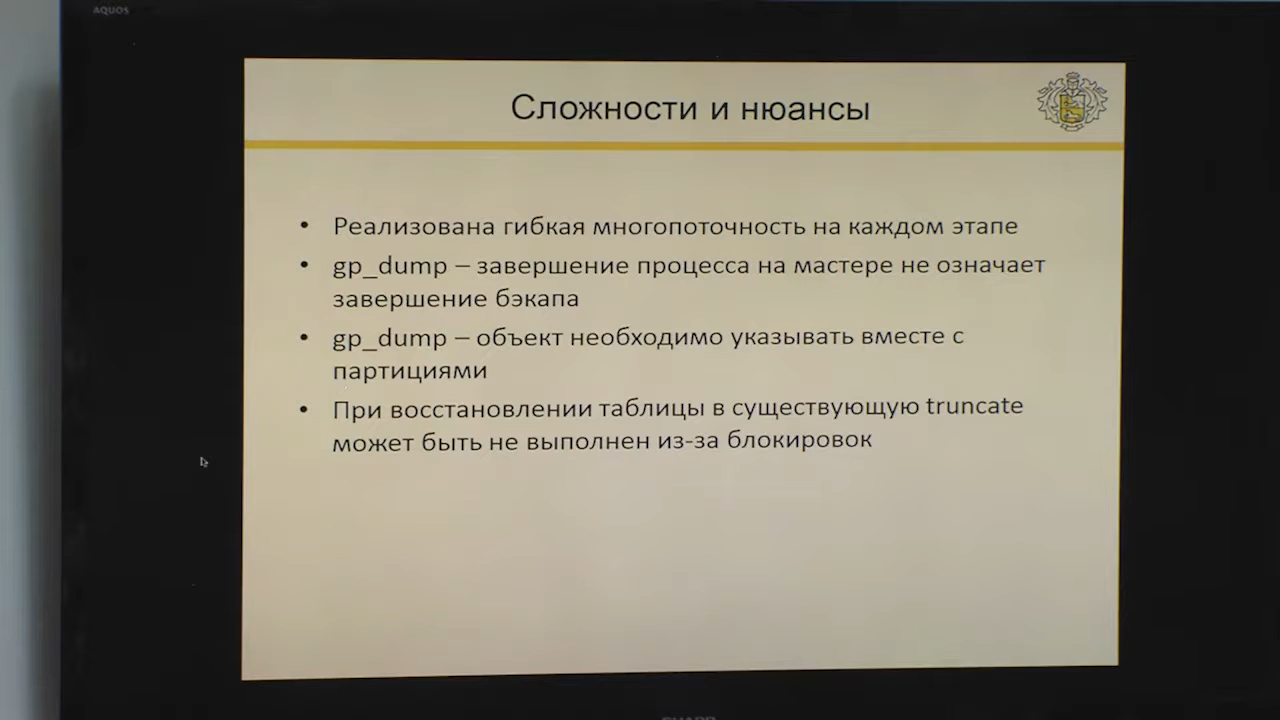 AQUOS
Сложности и нюансы
• Реализована гибкая многопоточность на каждом этапе
• gp_dump – завершение процесса на мастере не означает
завершение бэкапа
• gp_dump – объект необходимо указывать вместе с
партициями
• При восстановлении таблицы в существующую truncate
может быть не выполнен из-за блокировок